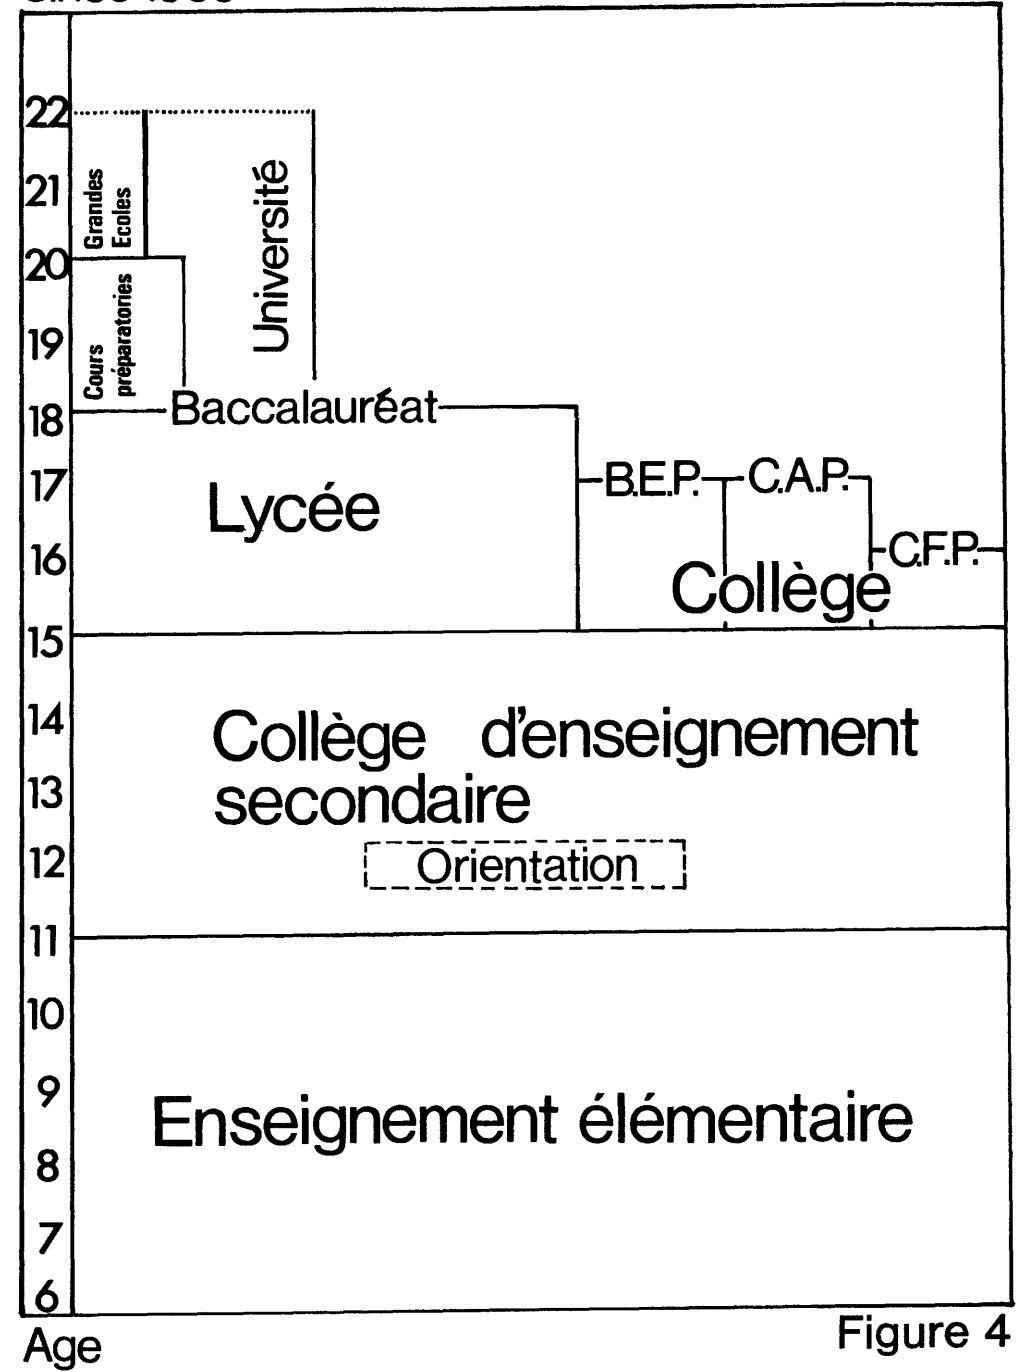 22
21
20
19
18
17
16
15
14
13
12
11
10
9
8
7
6
Age
Grandes
Ecoles
Cours
préparatories
Université
Baccalauréat
Lycée
B.E.P.
C.A.P.
C.F.P.
Collège
Collège d'enseignement
secondaire
Orientation
Enseignement élémentaire
Figure 4